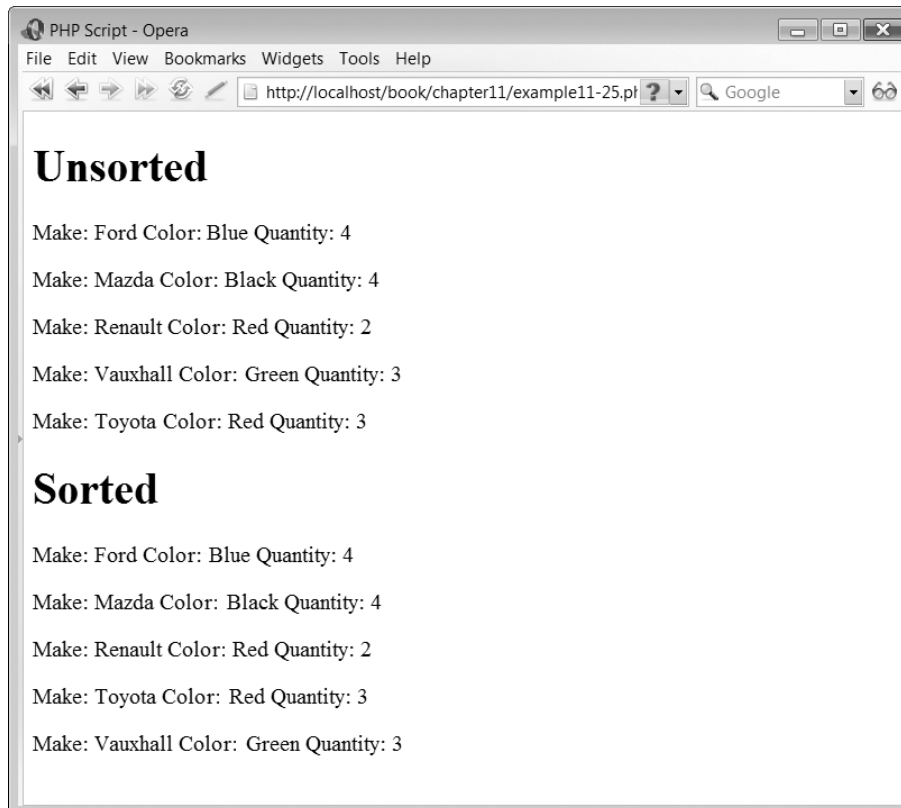 PHP Script - Opera
File Edit View Bookmarks Widgets Tools Help
http://localhost/book/chapter11/example11-25.ph ? Google
Unsorted
Make: Ford Color: Blue Quantity: 4
Make: Mazda Color: Black Quantity: 4
Make: Renault Color: Red Quantity: 2
Make: Vauxhall Color: Green Quantity: 3
Make: Toyota Color: Red Quantity: 3
Sorted
Make: Ford Color: Blue Quantity: 4
Make: Mazda Color: Black Quantity: 4
Make: Renault Color: Red Quantity: 2
Make: Toyota Color: Red Quantity: 3
Make: Vauxhall Color: Green Quantity: 3